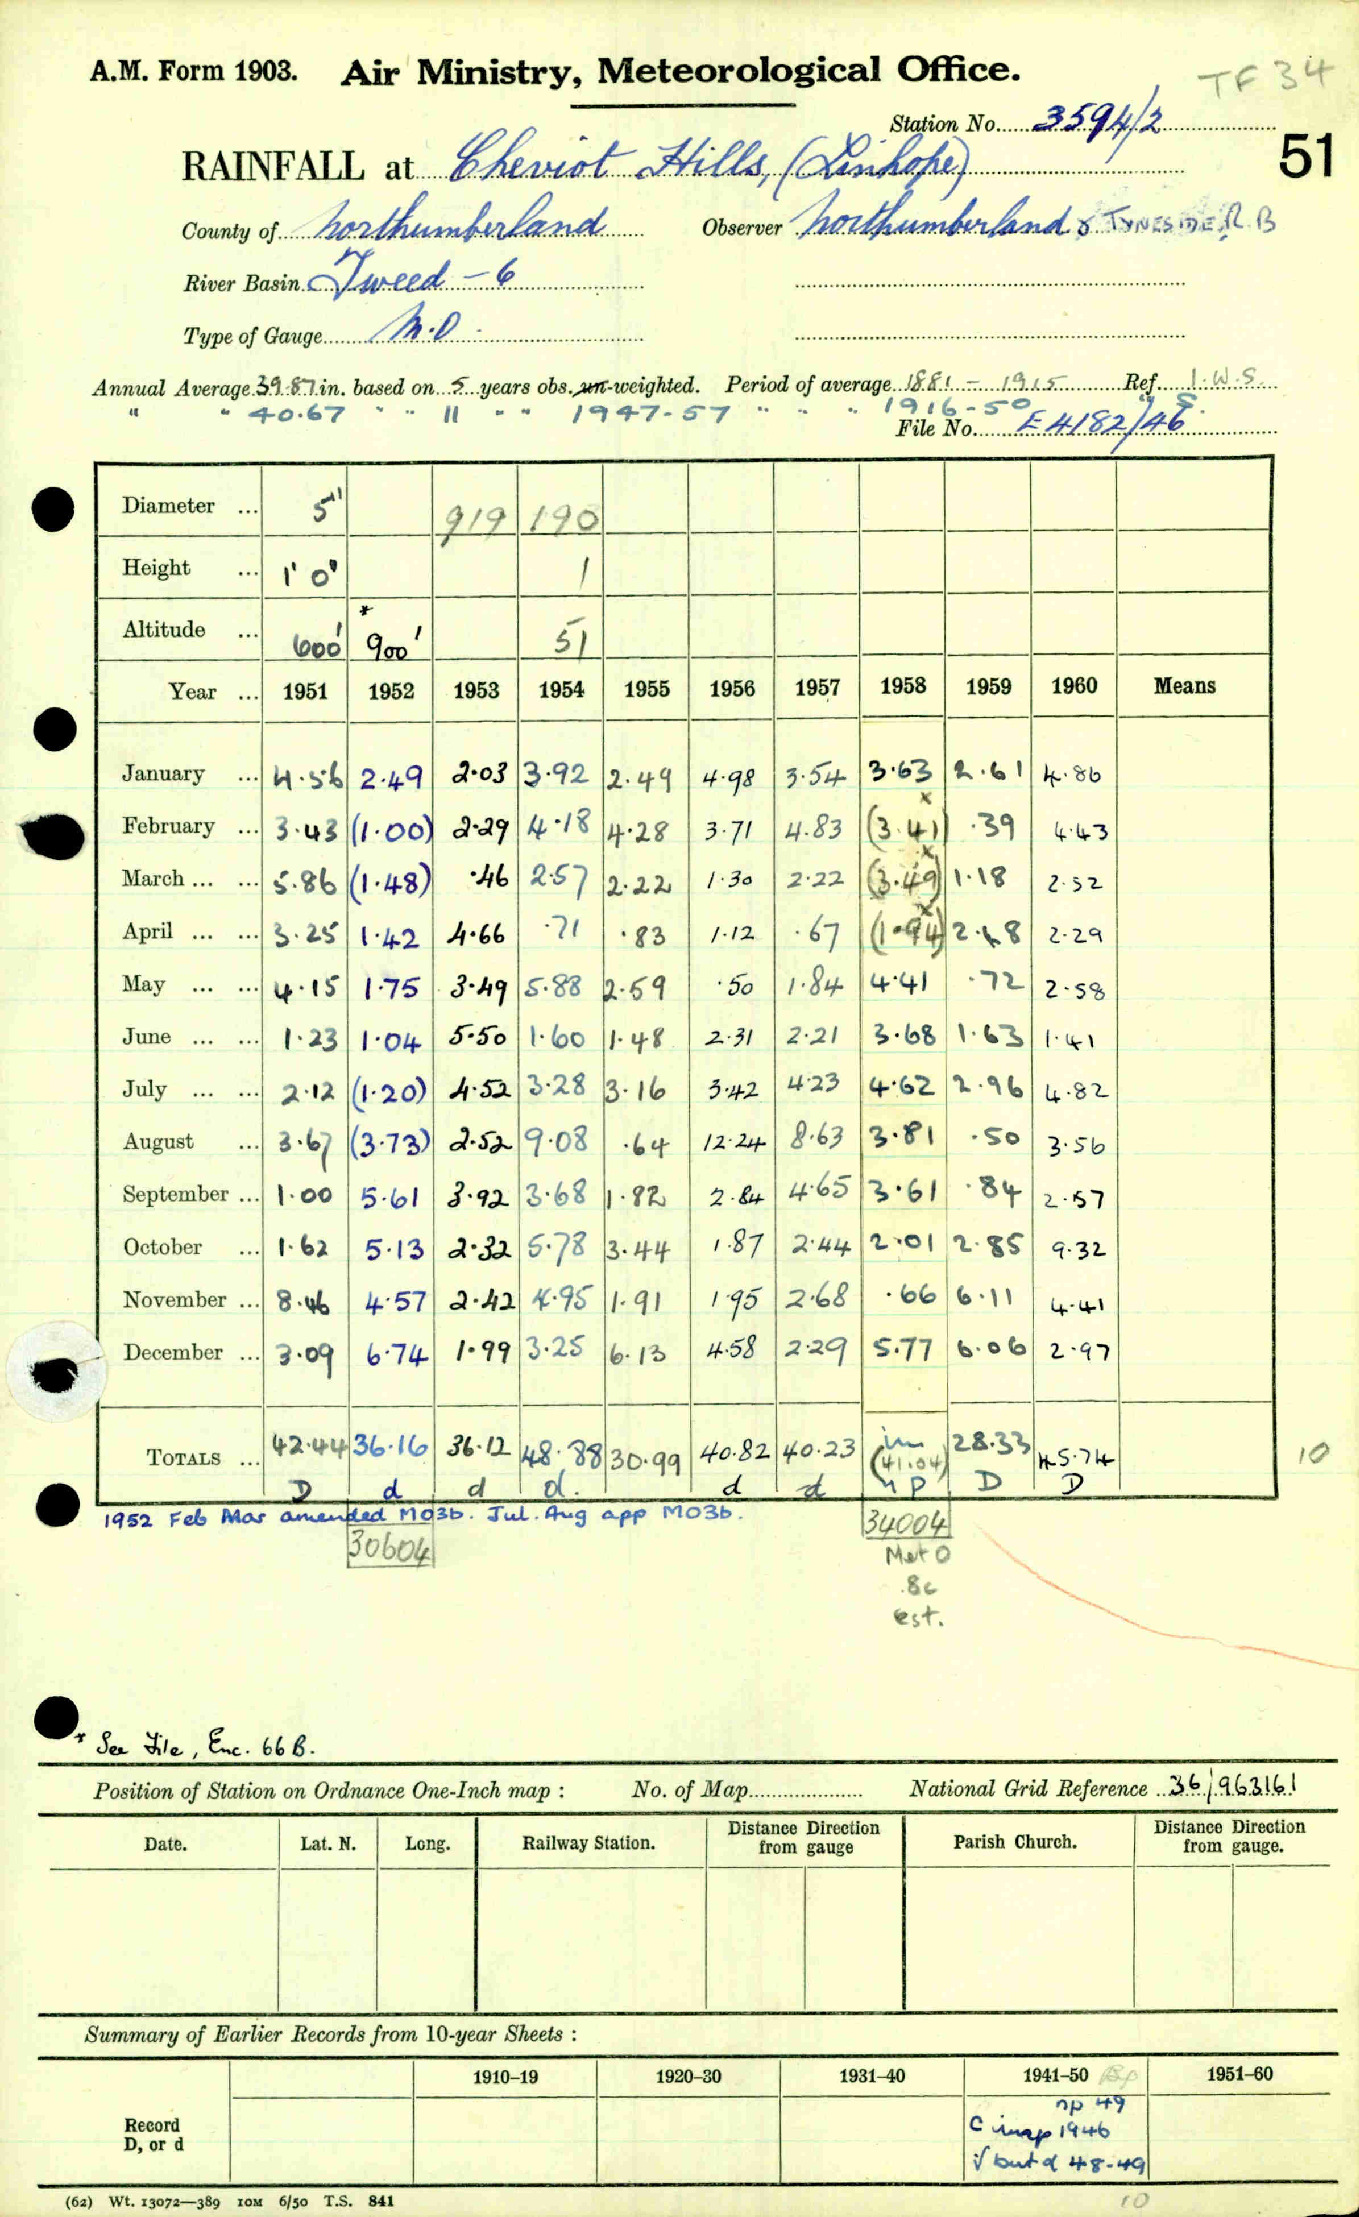 A.M. Form 1903. Air Ministry, Meteorological Office. TF 34
Station No. 3594/2
RAINFALL at Cheviot Hills, (Linhope) 51
County of Northumberland Observer Northumberland & TYNESIDE, R.B
River Basin Tweed - 6
Type of Gauge M.O.
Annual Average 39.87 in. based on 5 years obs. un-weighted. Period of average 1881 - 1915 Ref. I.W.S.
" " 40.67 " " 11 " " 1947-57 " " " 1916-50 " S.
File No. E 4182/46
Diameter ... 5" 919 190
Height ... 1' 0" 1
Altitude ... 600' * 900' 51
Year ... 1951 1952 1953 1954 1955 1956 1957 1958 1959 1960 Means
January ... 4.56 2.49 2.03 3.92 2.49 4.98 3.54 3.63 2.61 4.86
February ... 3.43 (1.00) 2.29 4.18 4.28 3.71 4.83 (3.41)x .39 4.43
March ... ... 5.86 (1.48) .46 2.57 2.22 1.30 2.22 (3.49)x 1.18 2.52
April ... ... 3.25 1.42 4.66 .71 .83 1.12 .67 (1.94)x 2.48 2.29
May ... ... 4.15 1.75 3.49 5.88 2.59 .50 1.84 4.41 .72 2.58
June ... ... 1.23 1.04 5.50 1.60 1.48 2.31 2.21 3.68 1.63 1.41
July ... ... 2.12 (1.20) 4.52 3.28 3.16 3.42 4.23 4.62 2.96 4.82
August ... 3.67 (3.73) 2.52 9.08 .64 12.24 8.63 3.81 .50 3.56
September ... 1.00 5.61 3.92 3.68 1.82 2.84 4.65 3.61 .84 2.57
October ... 1.62 5.13 2.32 5.78 3.44 1.87 2.44 2.01 2.85 9.32
November ... 8.46 4.57 2.42 4.95 1.91 1.95 2.68 .66 6.11 4.41
December ... 3.09 6.74 1.99 3.25 6.13 4.58 2.29 5.77 6.06 2.97
TOTALS ... 42.44 36.16 36.12 48.88 30.99 40.82 40.23 im (41.04) 28.33 45.74 10
D d d d. d d n p D D
1952 Feb Mar amended MO3b. Jul. Aug app MO3b.
30604 34004
Met O
8c
est.
* See File, Enc. 66B.
Position of Station on Ordnance One-Inch map : No. of Map National Grid Reference 36/963161
Date. Lat. N. Long. Railway Station. Distance from Direction gauge Parish Church. Distance from Direction gauge.
Summary of Earlier Records from 10-year Sheets :
1910–19 1920–30 1931–40 1941–50 1951–60
Record
D, or d
np 49
C inap 1946
√ but d 48-49
(62) Wt. 13072—389 10M 6/50 T.S. 841 10